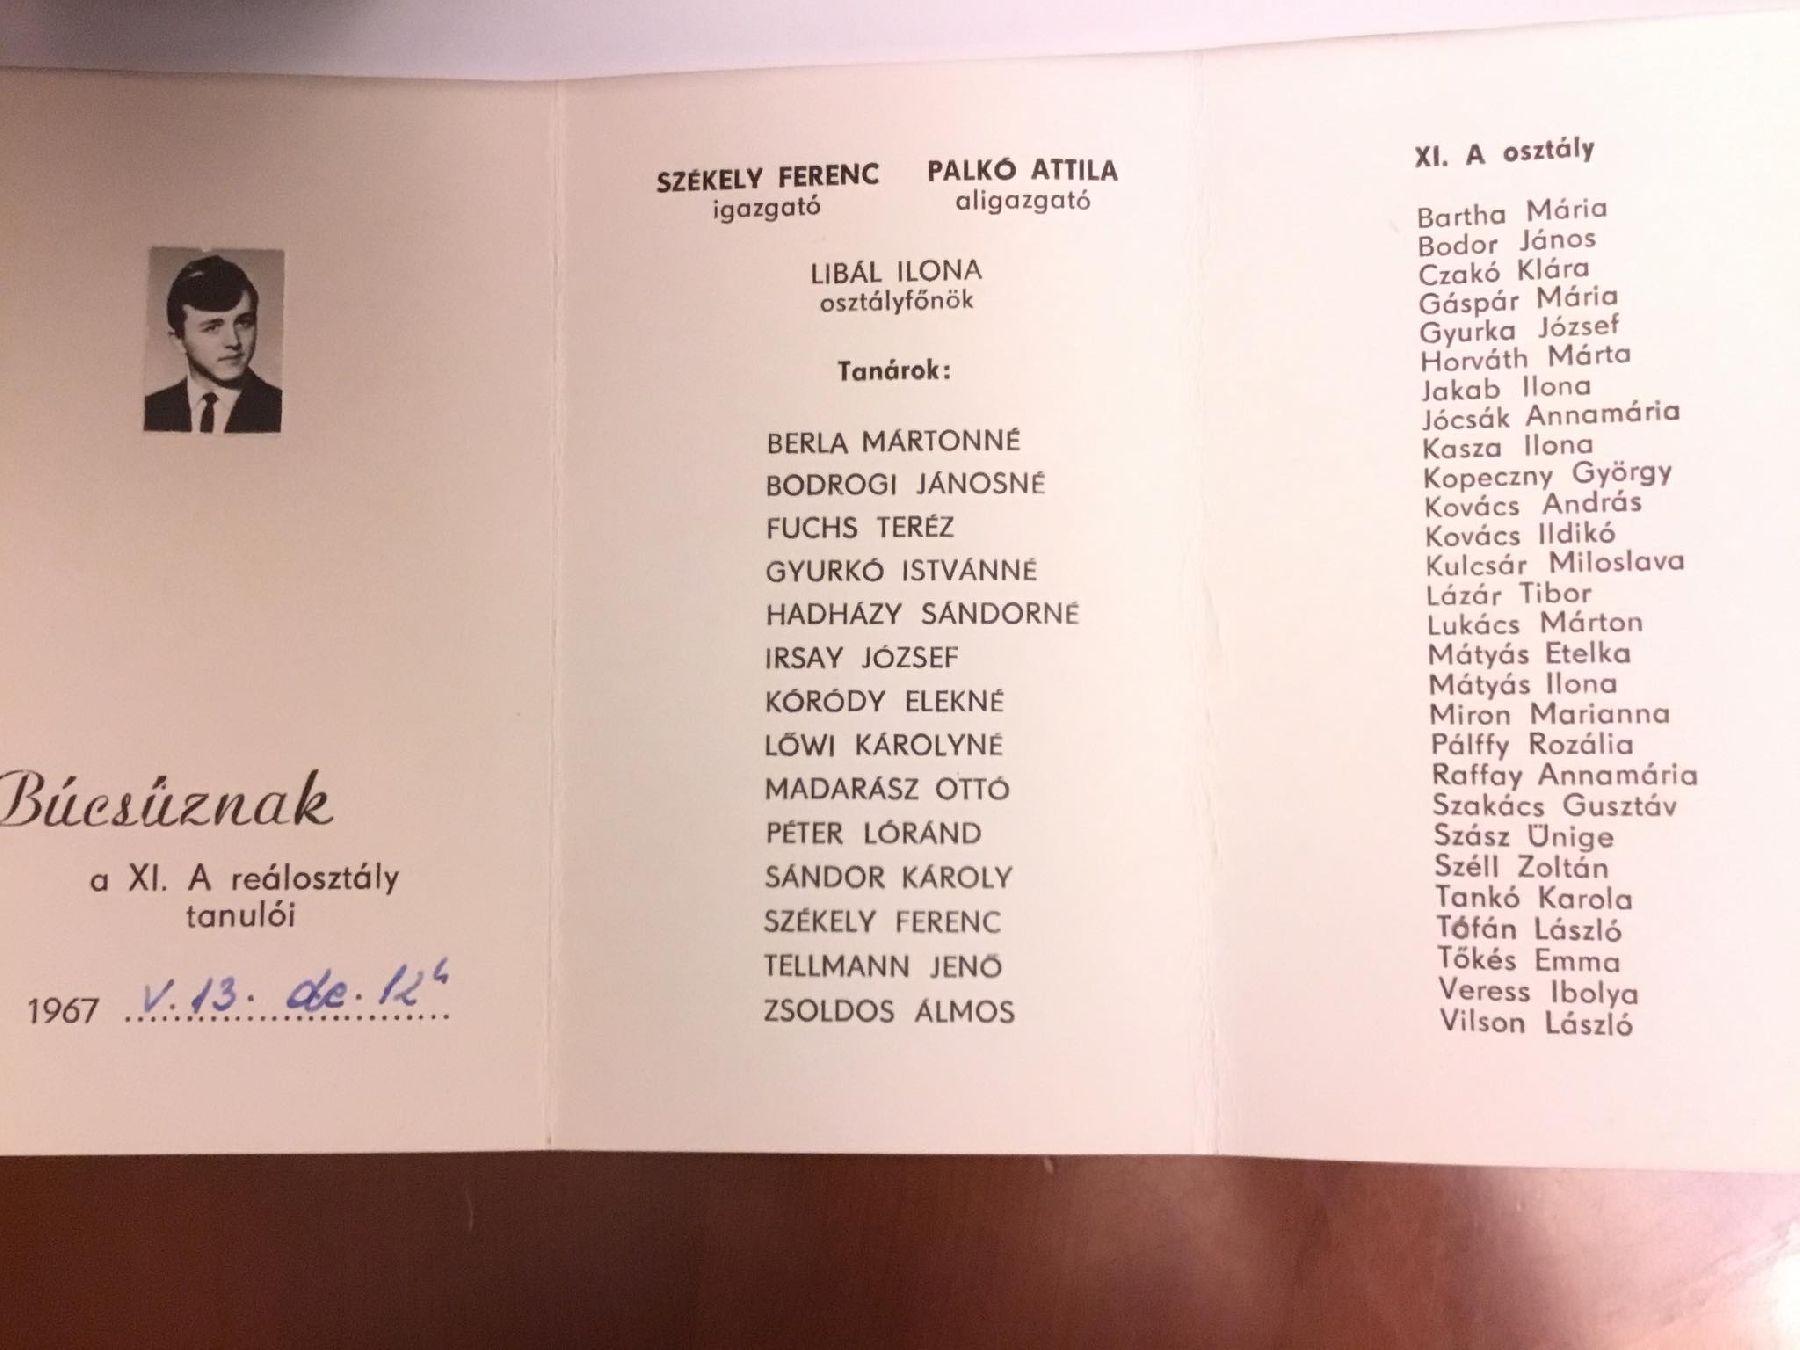 Búcsúznak
a XI. A reálosztály
tanulói
1967 V. 13. de. 12 h
SZÉKELY FERENC PALKÓ ATTILA
igazgató aligazgató
LIBÁL ILONA
osztályfőnök
Tanárok:
BERLA MÁRTONNÉ
BODROGI JÁNOSNÉ
FUCHS TERÉZ
GYURKÓ ISTVÁNNÉ
HADHÁZY SÁNDORNÉ
IRSAY JÓZSEF
KÓRÓDY ELEKNÉ
LŐWI KÁROLYNÉ
MADARÁSZ OTTÓ
PÉTER LÓRÁND
SÁNDOR KÁROLY
SZÉKELY FERENC
TELLMANN JENŐ
ZSOLDOS ÁLMOS
XI. A osztály
Bartha Mária
Bodor János
Czakó Klára
Gáspár Mária
Gyurka József
Horváth Márta
Jakab Ilona
Jócsák Annamária
Kasza Ilona
Kopeczny György
Kovács András
Kovács Ildikó
Kulcsár Miloslava
Lázár Tibor
Lukács Márton
Mátyás Etelka
Mátyás Ilona
Miron Marianna
Pálffy Rozália
Raffay Annamária
Szakács Gusztáv
Szász Ünige
Széll Zoltán
Tankó Karola
Tófán László
Tőkés Emma
Veress Ibolya
Vilson László